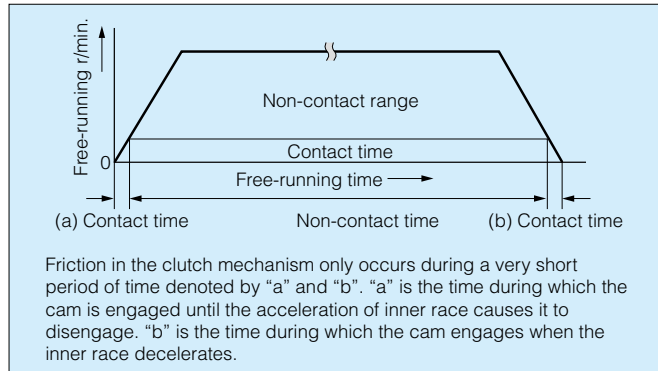 Free-running r/min.
Non-contact range
Contact time
0
Free-running time
(a) Contact time
Non-contact time
(b) Contact time
Friction in the clutch mechanism only occurs during a very short
period of time denoted by “a” and “b”. “a” is the time during which the
cam is engaged until the acceleration of inner race causes it to
disengage. “b” is the time during which the cam engages when the
inner race decelerates.